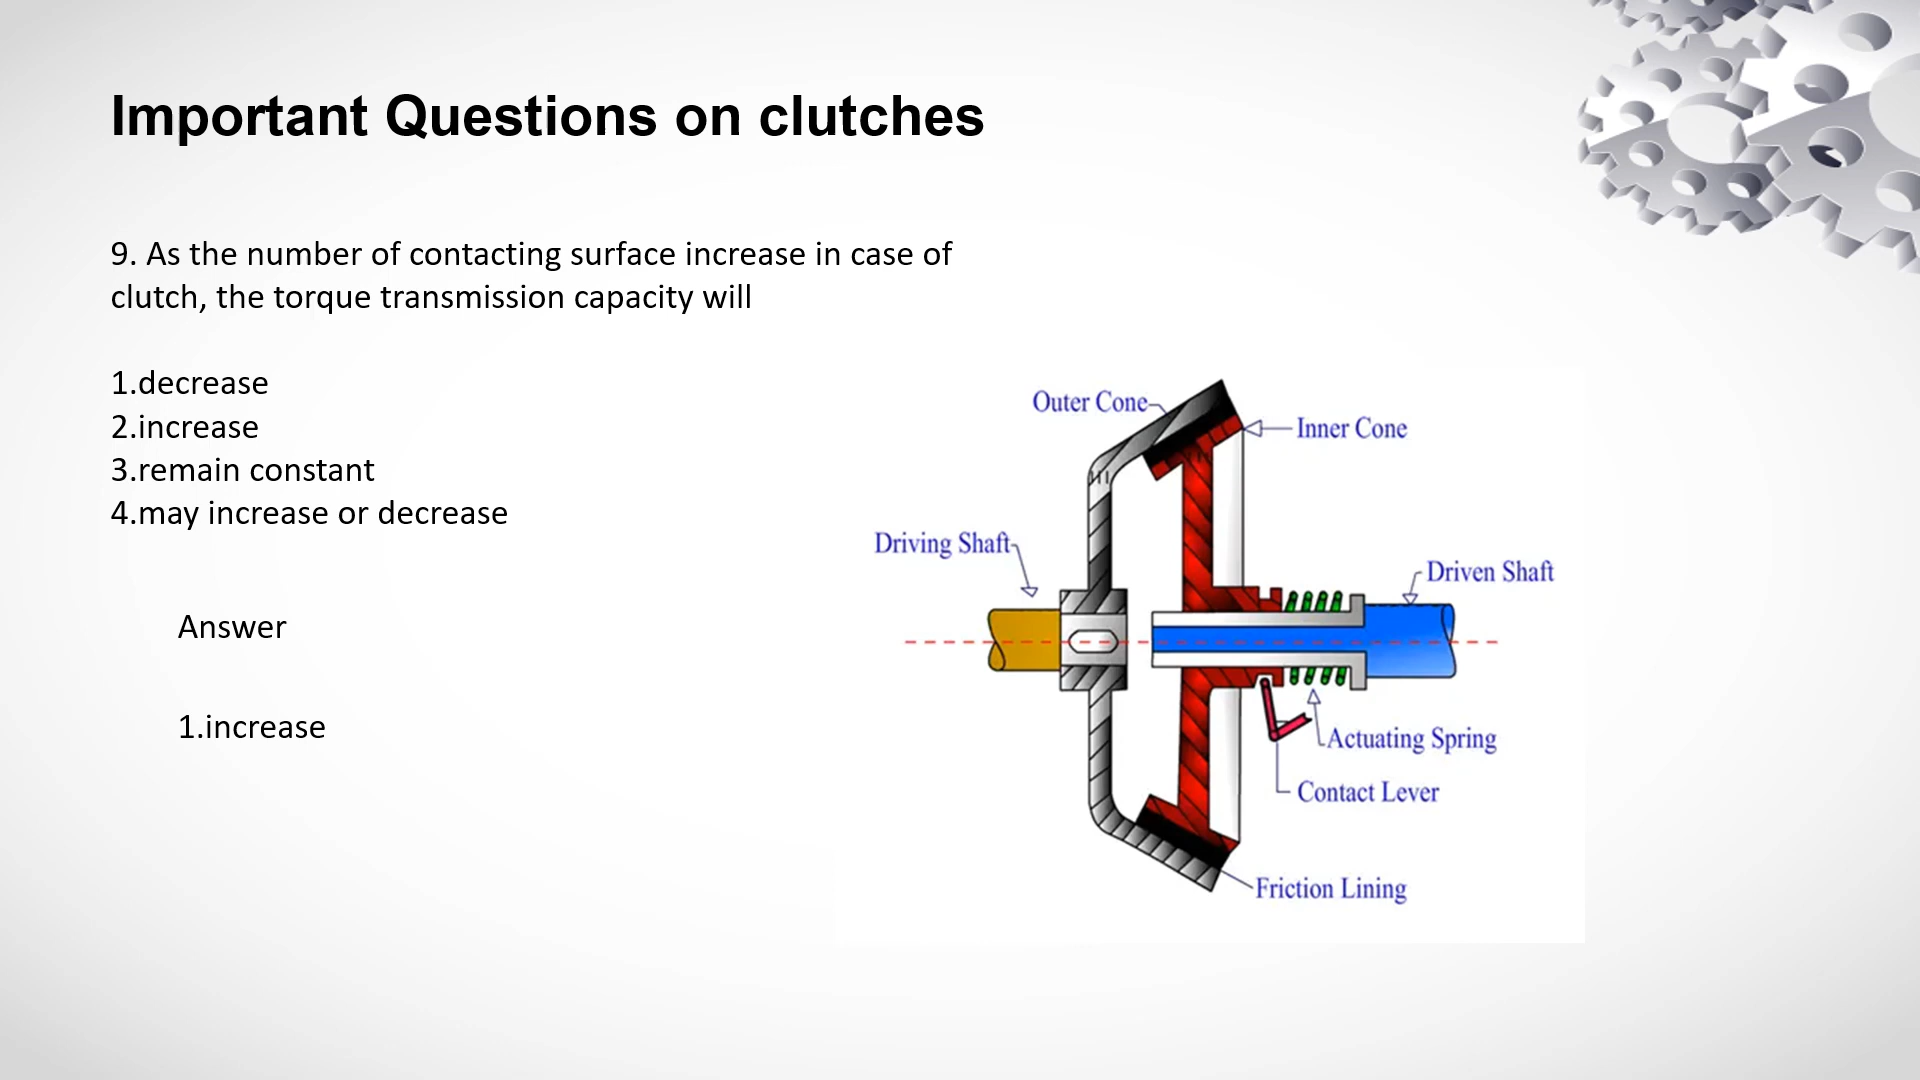 Important Questions on clutches
9. As the number of contacting surface increase in case of
clutch, the torque transmission capacity will
1.decrease
2.increase
3.remain constant
4.may increase or decrease
Answer
1.increase
Outer Cone
Inner Cone
Driving Shaft
Driven Shaft
Actuating Spring
Contact Lever
Friction Lining